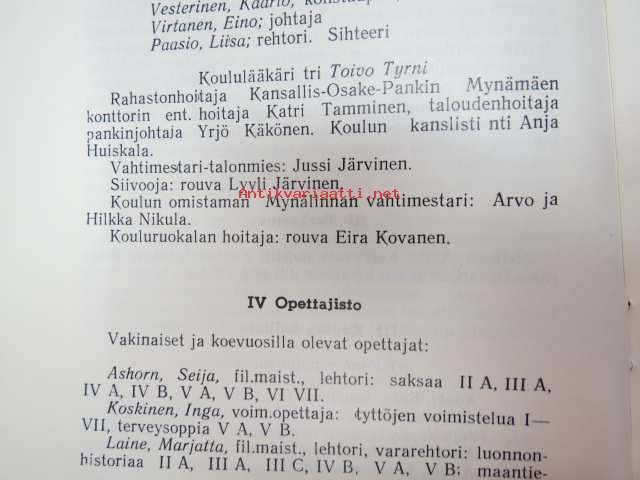 Vesterinen, Kaarlo,
Virtanen, Eino; johtaja
Paasio, Liisa; rehtori. Sihteeri
Koululääkäri tri Toivo Tyrni
Rahastonhoitaja Kansallis-Osake-Pankin Mynämäen
konttorin ent. hoitaja Katri Tamminen, taloudenhoitaja
pankinjohtaja Yrjö Käkönen. Koulun kanslisti nti Anja
Huiskala.
Vahtimestari-talonmies: Jussi Järvinen.
Siivooja: rouva Lyyli Järvinen
Antikvariaatti.net
Koulun omistaman Mynälinnan vahtimestari: Arvo ja
Hilkka Nikula.
Kouluruokalan hoitaja: rouva Eira Kovanen.
IV Opettajisto
Vakinaiset ja koevuosilla olevat opettajat:
Ashorn, Seija, fil.maist., lehtori: saksaa II A, III A,
IV A, IV B, V A, V B, VI VII.
Koskinen, Inga, voim.opettaja: tyttöjen voimistelua I—
VII, terveysoppia V A, V B.
Laine, Marjatta, fil.maist., lehtori, vararehtori: luonnon-
historiaa II A, III A, III C, IV B, V A, V B; maantie-